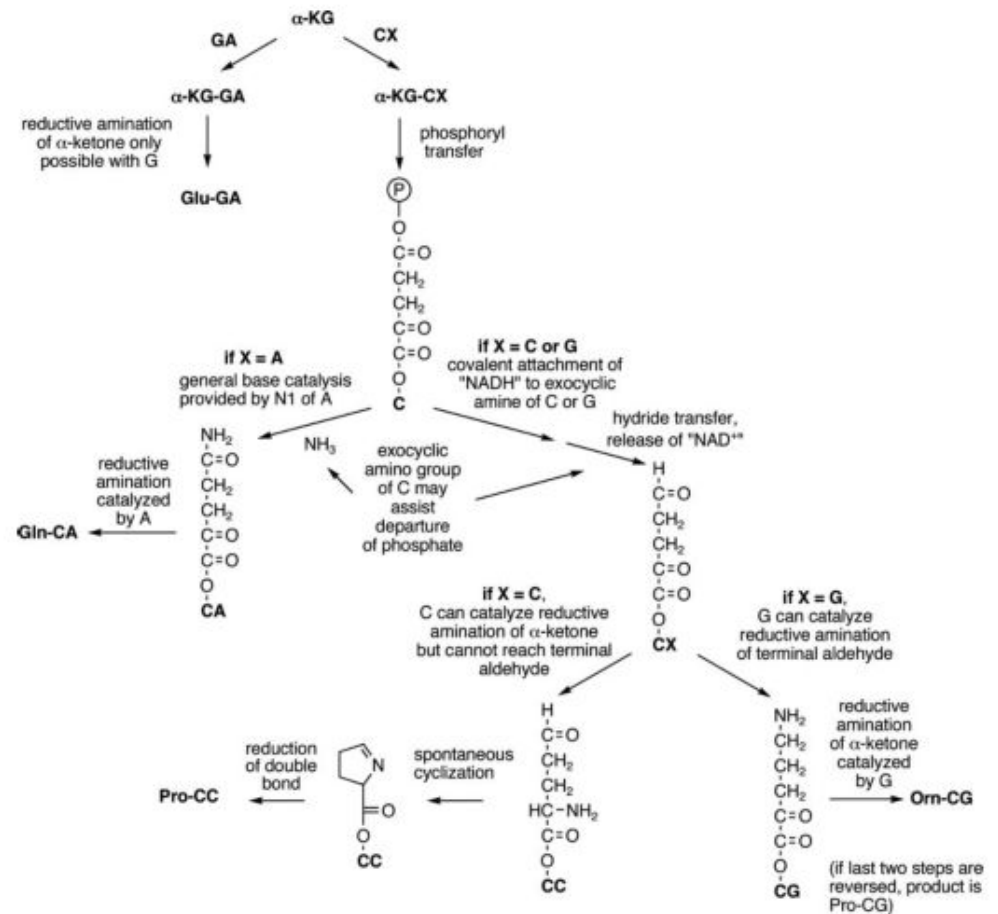 α-KG
GA
CX
α-KG-GA
α-KG-CX
reductive amination
of α-ketone only
possible with G
phosphoryl
transfer
Glu-GA
P
O
C=O
CH2
CH2
C=O
C=O
O
C
if X = A
general base catalysis
provided by N1 of A
if X = C or G
covalent attachment of
"NADH" to exocyclic
amine of C or G
hydride transfer,
release of "NAD+"
NH3
exocyclic
amino group
of C may
assist
departure
of phosphate
reductive
amination
catalyzed
by A
Gln-CA
NH2
C=O
CH2
CH2
C=O
C=O
O
CA
H
C=O
CH2
CH2
C=O
C=O
O
CX
if X = C,
C can catalyze reductive
amination of α-ketone
but cannot reach terminal
aldehyde
if X = G,
G can catalyze
reductive amination
of terminal aldehyde
H
C=O
CH2
CH2
HC-NH2
C=O
O
CC
spontaneous
cyclization
N
O
O
CC
reduction
of double
bond
Pro-CC
NH2
CH2
CH2
CH2
C=O
C=O
O
CG
reductive
amination
of α-ketone
catalyzed
by G
Orn-CG
(if last two steps are
reversed, product is
Pro-CG)